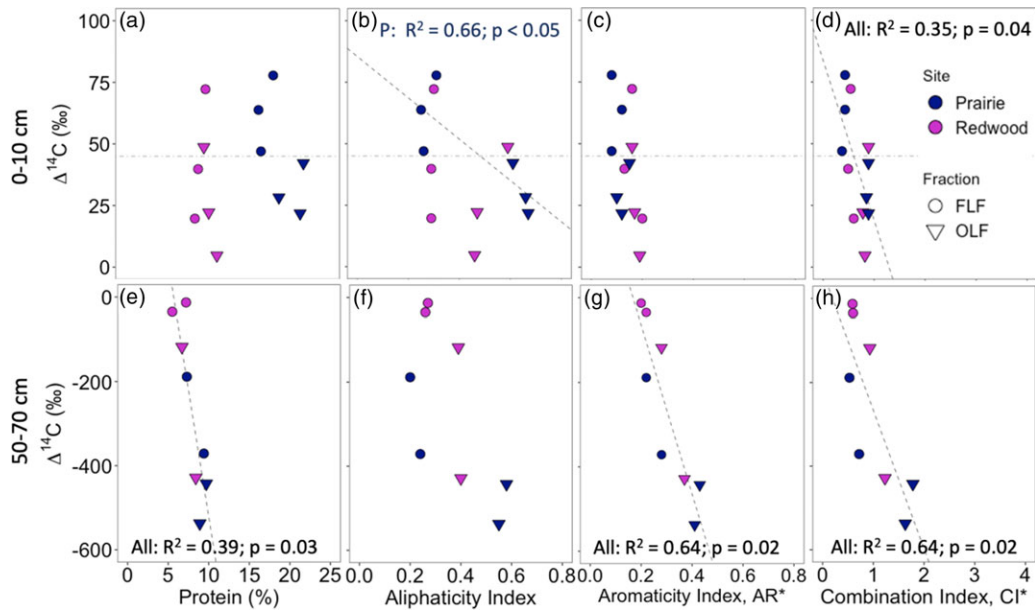 (a)
(b)
P: R² = 0.66; p < 0.05
(c)
(d)
All: R² = 0.35; p = 0.04
Site
Prairie
Redwood
Fraction
FLF
OLF
0-10 cm
Δ¹⁴C (‰)
100
75
50
25
0
(e)
All: R² = 0.39; p = 0.03
(f)
(g)
All: R² = 0.64; p = 0.02
(h)
All: R² = 0.64; p = 0.02
50-70 cm
Δ¹⁴C (‰)
0
-200
-400
-600
0 5 10 15 20 25
0.0 0.2 0.4 0.6 0.8
0.0 0.2 0.4 0.6 0.8
0 1 2 3 4
Protein (%)
Aliphaticity Index
Aromaticity Index, AR*
Combination Index, CI*